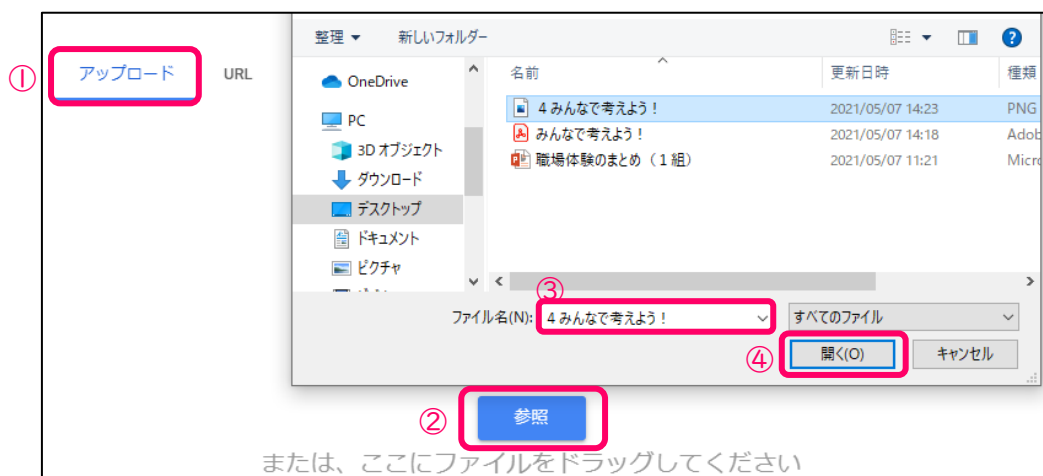 整理 新しいフォルダー
① アップロード URL
OneDrive
PC
3D オブジェクト
ダウンロード
デスクトップ
ドキュメント
ピクチャ
名前 更新日時 種類
4 みんなで考えよう！ 2021/05/07 14:23 PNG
みんなで考えよう！ 2021/05/07 14:18 Adob
職場体験のまとめ（１組） 2021/05/07 11:21 Micro
③
ファイル名(N): 4 みんなで考えよう！ すべてのファイル
④ 開く(O) キャンセル
② 参照
または、ここにファイルをドラッグしてください